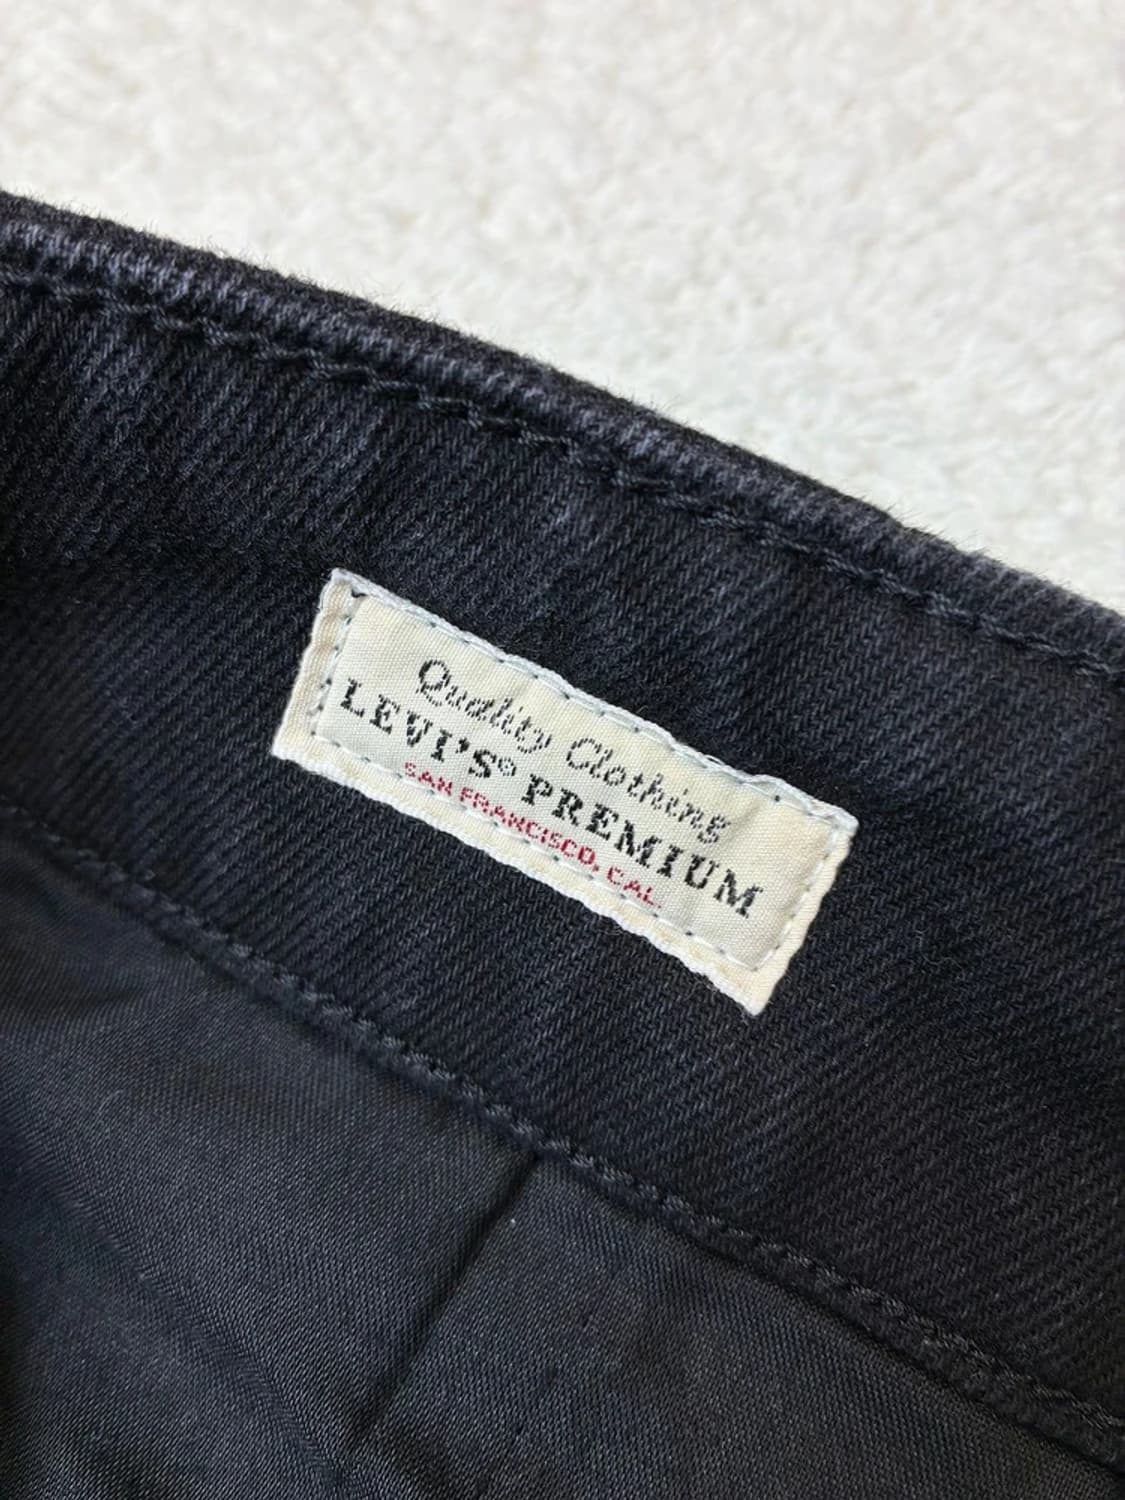 Quality Clothing
LEVI'S® PREMIUM
SAN FRANCISCO, CAL.